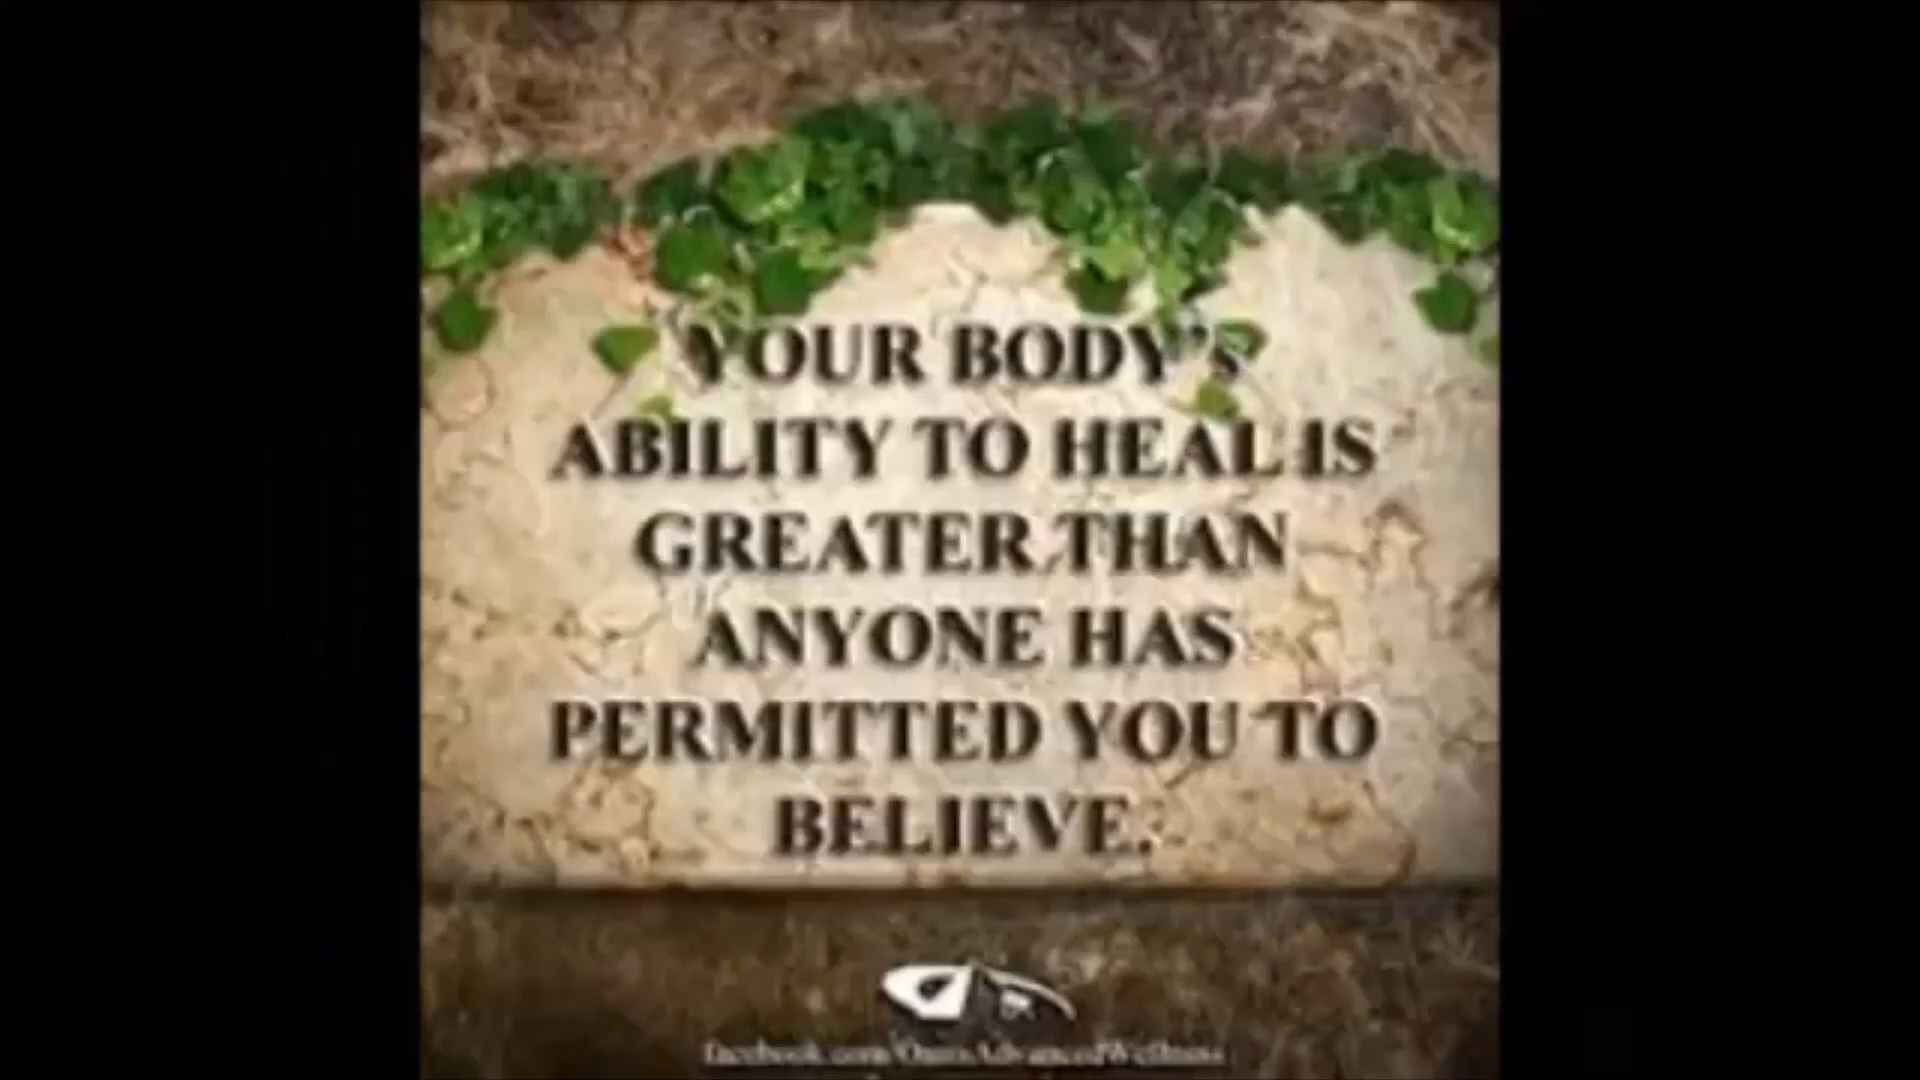 YOUR BODY's
ABILITY TO HEAL IS
GREATER THAN
ANYONE HAS
PERMITTED YOU TO
BELIEVE.